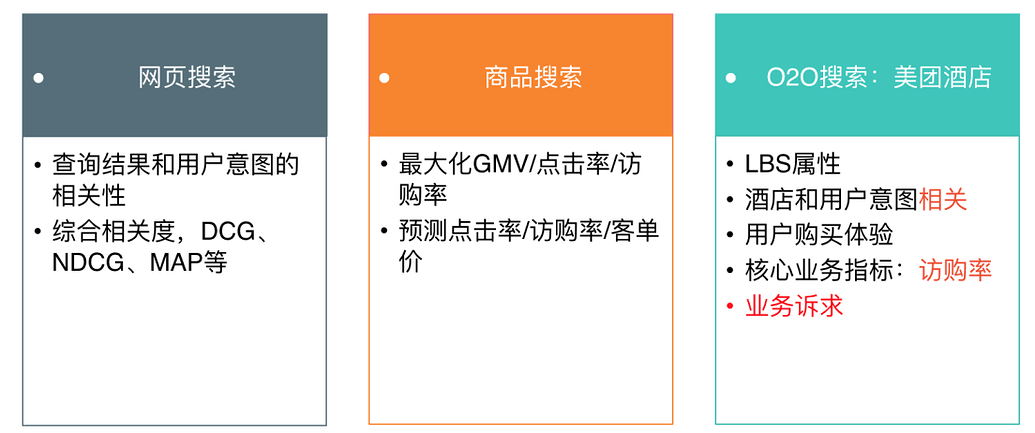 网页搜索
• 查询结果和用户意图的
相关性
• 综合相关度，DCG、
NDCG、MAP等
商品搜索
• 最大化GMV/点击率/访
购率
• 预测点击率/访购率/客单
价
O2O搜索：美团酒店
• LBS属性
• 酒店和用户意图相关
• 用户购买体验
• 核心业务指标：访购率
• 业务诉求